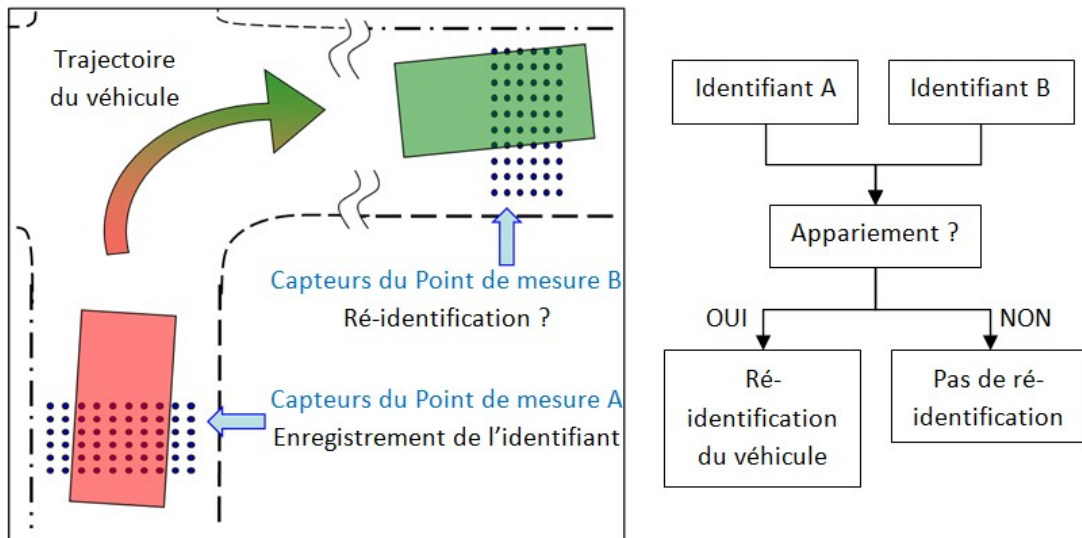 Trajectoire
du véhicule
Capteurs du Point de mesure B
Ré-identification ?
Capteurs du Point de mesure A
Enregistrement de l'identifiant
Identifiant A
Identifiant B
Appariement ?
OUI
NON
Ré-
identification
du véhicule
Pas de ré-
identification